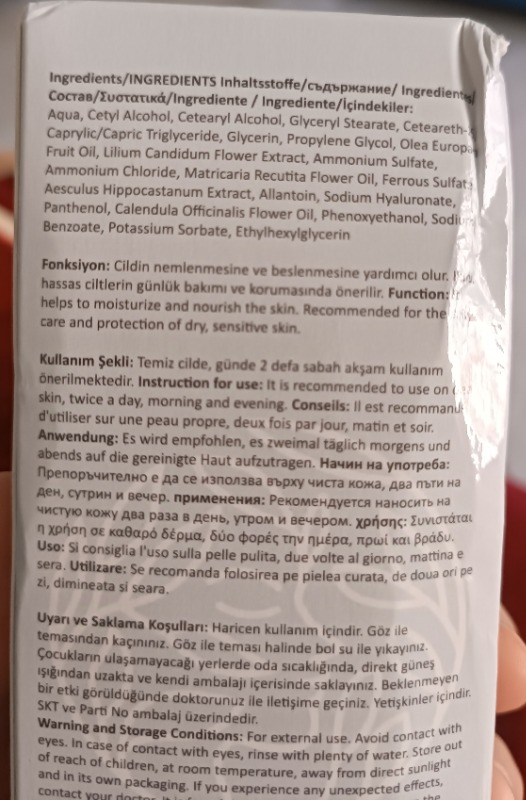 Ingredients/INGREDIENTS Inhaltsstoffe/съдържание/ Ingredients/
Состав/Συστατικά/Ingrediente / Ingrediente/İçindekiler:
Aqua, Cetyl Alcohol, Cetearyl Alcohol, Glyceryl Stearate, Ceteareth-
Caprylic/Capric Triglyceride, Glycerin, Propylene Glycol, Olea Europa
Fruit Oil, Lilium Candidum Flower Extract, Ammonium Sulfate,
Ammonium Chloride, Matricaria Recutita Flower Oil, Ferrous Sulfat
Aesculus Hippocastanum Extract, Allantoin, Sodium Hyaluronate,
Panthenol, Calendula Officinalis Flower Oil, Phenoxyethanol, Sodium
Benzoate, Potassium Sorbate, Ethylhexylglycerin
Fonksiyon: Cildin nemlenmesine ve beslenmesine yardımcı olur.
hassas ciltlerin günlük bakımı ve korumasında önerilir. Function:
helps to moisturize and nourish the skin. Recommended for the
care and protection of dry, sensitive skin.
Kullanım Şekli: Temiz cilde, günde 2 defa sabah akşam kullanım
önerilmektedir. Instruction for use: It is recommended to use on
skin, twice a day, morning and evening. Conseils: Il est recommand
d'utiliser sur une peau propre, deux fois par jour, matin et soir.
Anwendung: Es wird empfohlen, es zweimal täglich morgens und
abends auf die gereinigte Haut aufzutragen. Начин на употреба:
Препоръчително е да се използва върху чиста кожа, два пъти на
ден, сутрин и вечер. применения: Рекомендуется наносить на
чистую кожу два раза в день, утром и вечером. χρήσης: Συνιστάται
η χρήση σε καθαρό δέρμα, δύο φορές την ημέρα, πρωί και βράδυ.
Uso: Si consiglia l'uso sulla pelle pulita, due volte al giorno, mattina e
sera. Utilizare: Se recomanda folosirea pe pielea curata, de doua ori pe
zi, dimineata si seara.
Uyarı ve Saklama Koşulları: Haricen kullanım içindir. Göz ile
temasından kaçınınız. Göz ile teması halinde bol su ile yıkayınız.
Çocukların ulaşamayacağı yerlerde oda sıcaklığında, direkt güneş
ışığından uzakta ve kendi ambalajı içerisinde saklayınız. Beklenmeyen
bir etki görüldüğünde doktorunuz ile iletişime geçiniz. Yetişkinler içindir.
SKT ve Parti No ambalaj üzerindedir.
Warning and Storage Conditions: For external use. Avoid contact with
eyes. In case of contact with eyes, rinse with plenty of water. Store out
of reach of children, at room temperature, away from direct sunlight
and in its own packaging. If you experience any unexpected effects,
contact your doctor. the